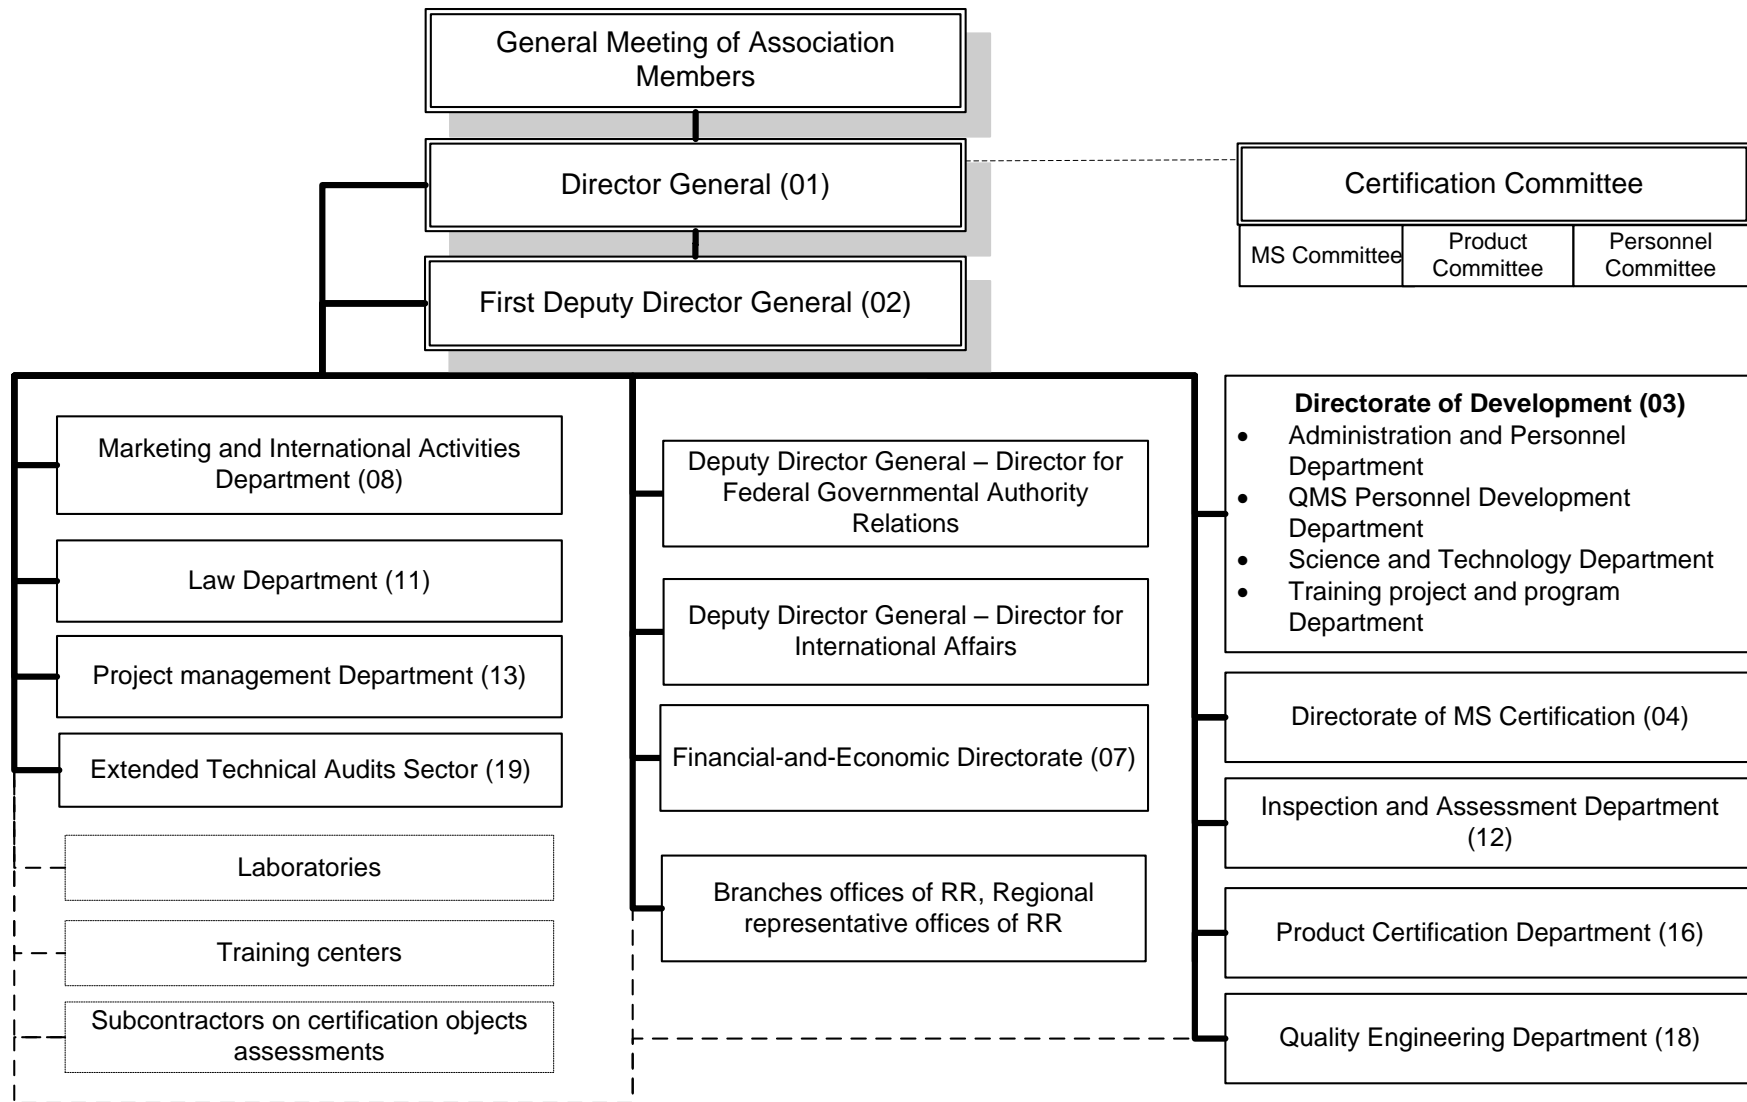 General Meeting of Association
Members
Director General (01)
First Deputy Director General (02)
Certification Committee
MS Committee
Product
Committee
Personnel
Committee
Marketing and International Activities
Department (08)
Law Department (11)
Project management Department (13)
Extended Technical Audits Sector (19)
Laboratories
Training centers
Subcontractors on certification objects
assessments
Deputy Director General – Director for
Federal Governmental Authority
Relations
Deputy Director General – Director for
International Affairs
Financial-and-Economic Directorate (07)
Branches offices of RR, Regional
representative offices of RR
Directorate of Development (03)
• Administration and Personnel
Department
• QMS Personnel Development
Department
• Science and Technology Department
• Training project and program
Department
Directorate of MS Certification (04)
Inspection and Assessment Department
(12)
Product Certification Department (16)
Quality Engineering Department (18)